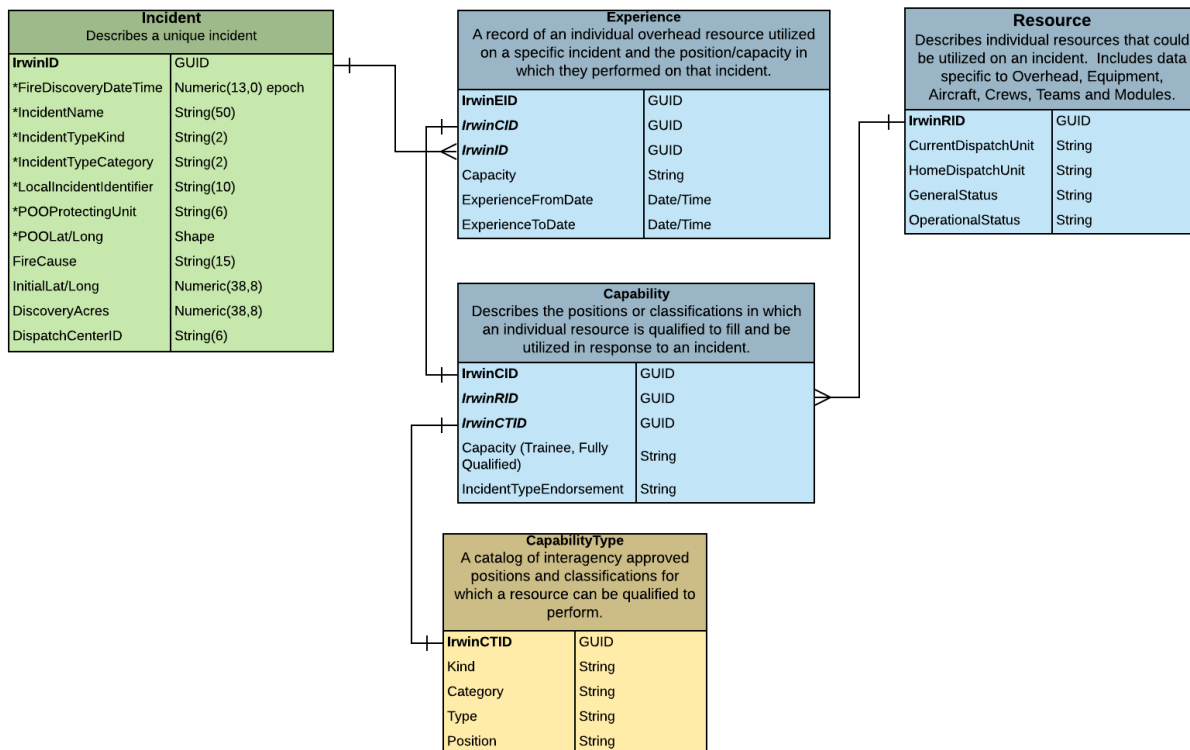 Incident
Describes a unique incident
IrwinID GUID
*FireDiscoveryDateTime Numeric(13,0) epoch
*IncidentName String(50)
*IncidentTypeKind String(2)
*IncidentTypeCategory String(2)
*LocalIncidentIdentifier String(10)
*POOProtectingUnit String(6)
*POOLat/Long Shape
FireCause String(15)
InitialLat/Long Numeric(38,8)
DiscoveryAcres Numeric(38,8)
DispatchCenterID String(6)
Experience
A record of an individual overhead resource utilized
on a specific incident and the position/capacity in
which they performed on that incident.
IrwinEID GUID
IrwinCID GUID
IrwinID GUID
Capacity String
ExperienceFromDate Date/Time
ExperienceToDate Date/Time
Resource
Describes individual resources that could
be utilized on an incident. Includes data
specific to Overhead, Equipment,
Aircraft, Crews, Teams and Modules.
IrwinRID GUID
CurrentDispatchUnit String
HomeDispatchUnit String
GeneralStatus String
OperationalStatus String
Capability
Describes the positions or classifications in which
an individual resource is qualified to fill and be
utilized in response to an incident.
IrwinCID GUID
IrwinRID GUID
IrwinCTID GUID
Capacity (Trainee, Fully
Qualified) String
IncidentTypeEndorsement String
CapabilityType
A catalog of interagency approved
positions and classifications for
which a resource can be qualified to
perform.
IrwinCTID GUID
Kind String
Category String
Type String
Position String